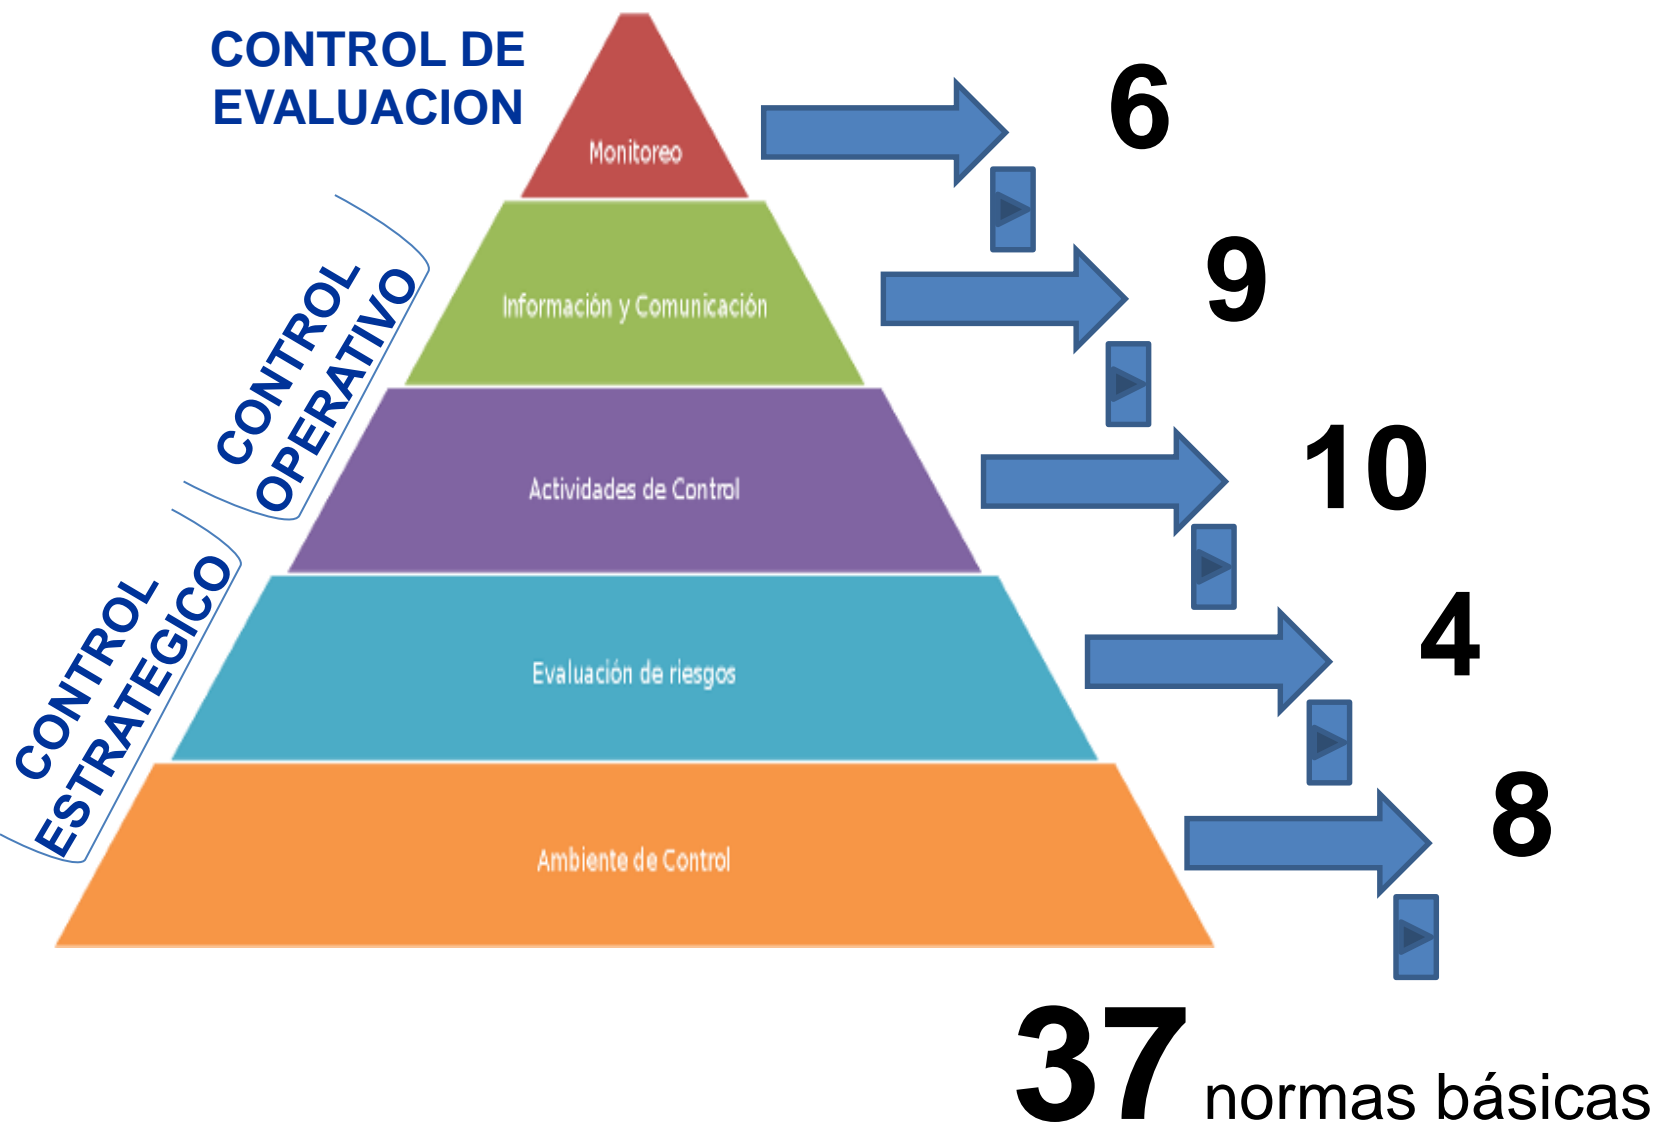 CONTROL DE
EVALUACION
Monitoreo
6
CONTROL
OPERATIVO
Información y Comunicación
9
Actividades de Control
10
CONTROL
ESTRATEGICO
Evaluación de riesgos
4
Ambiente de Control
8
37 normas básicas